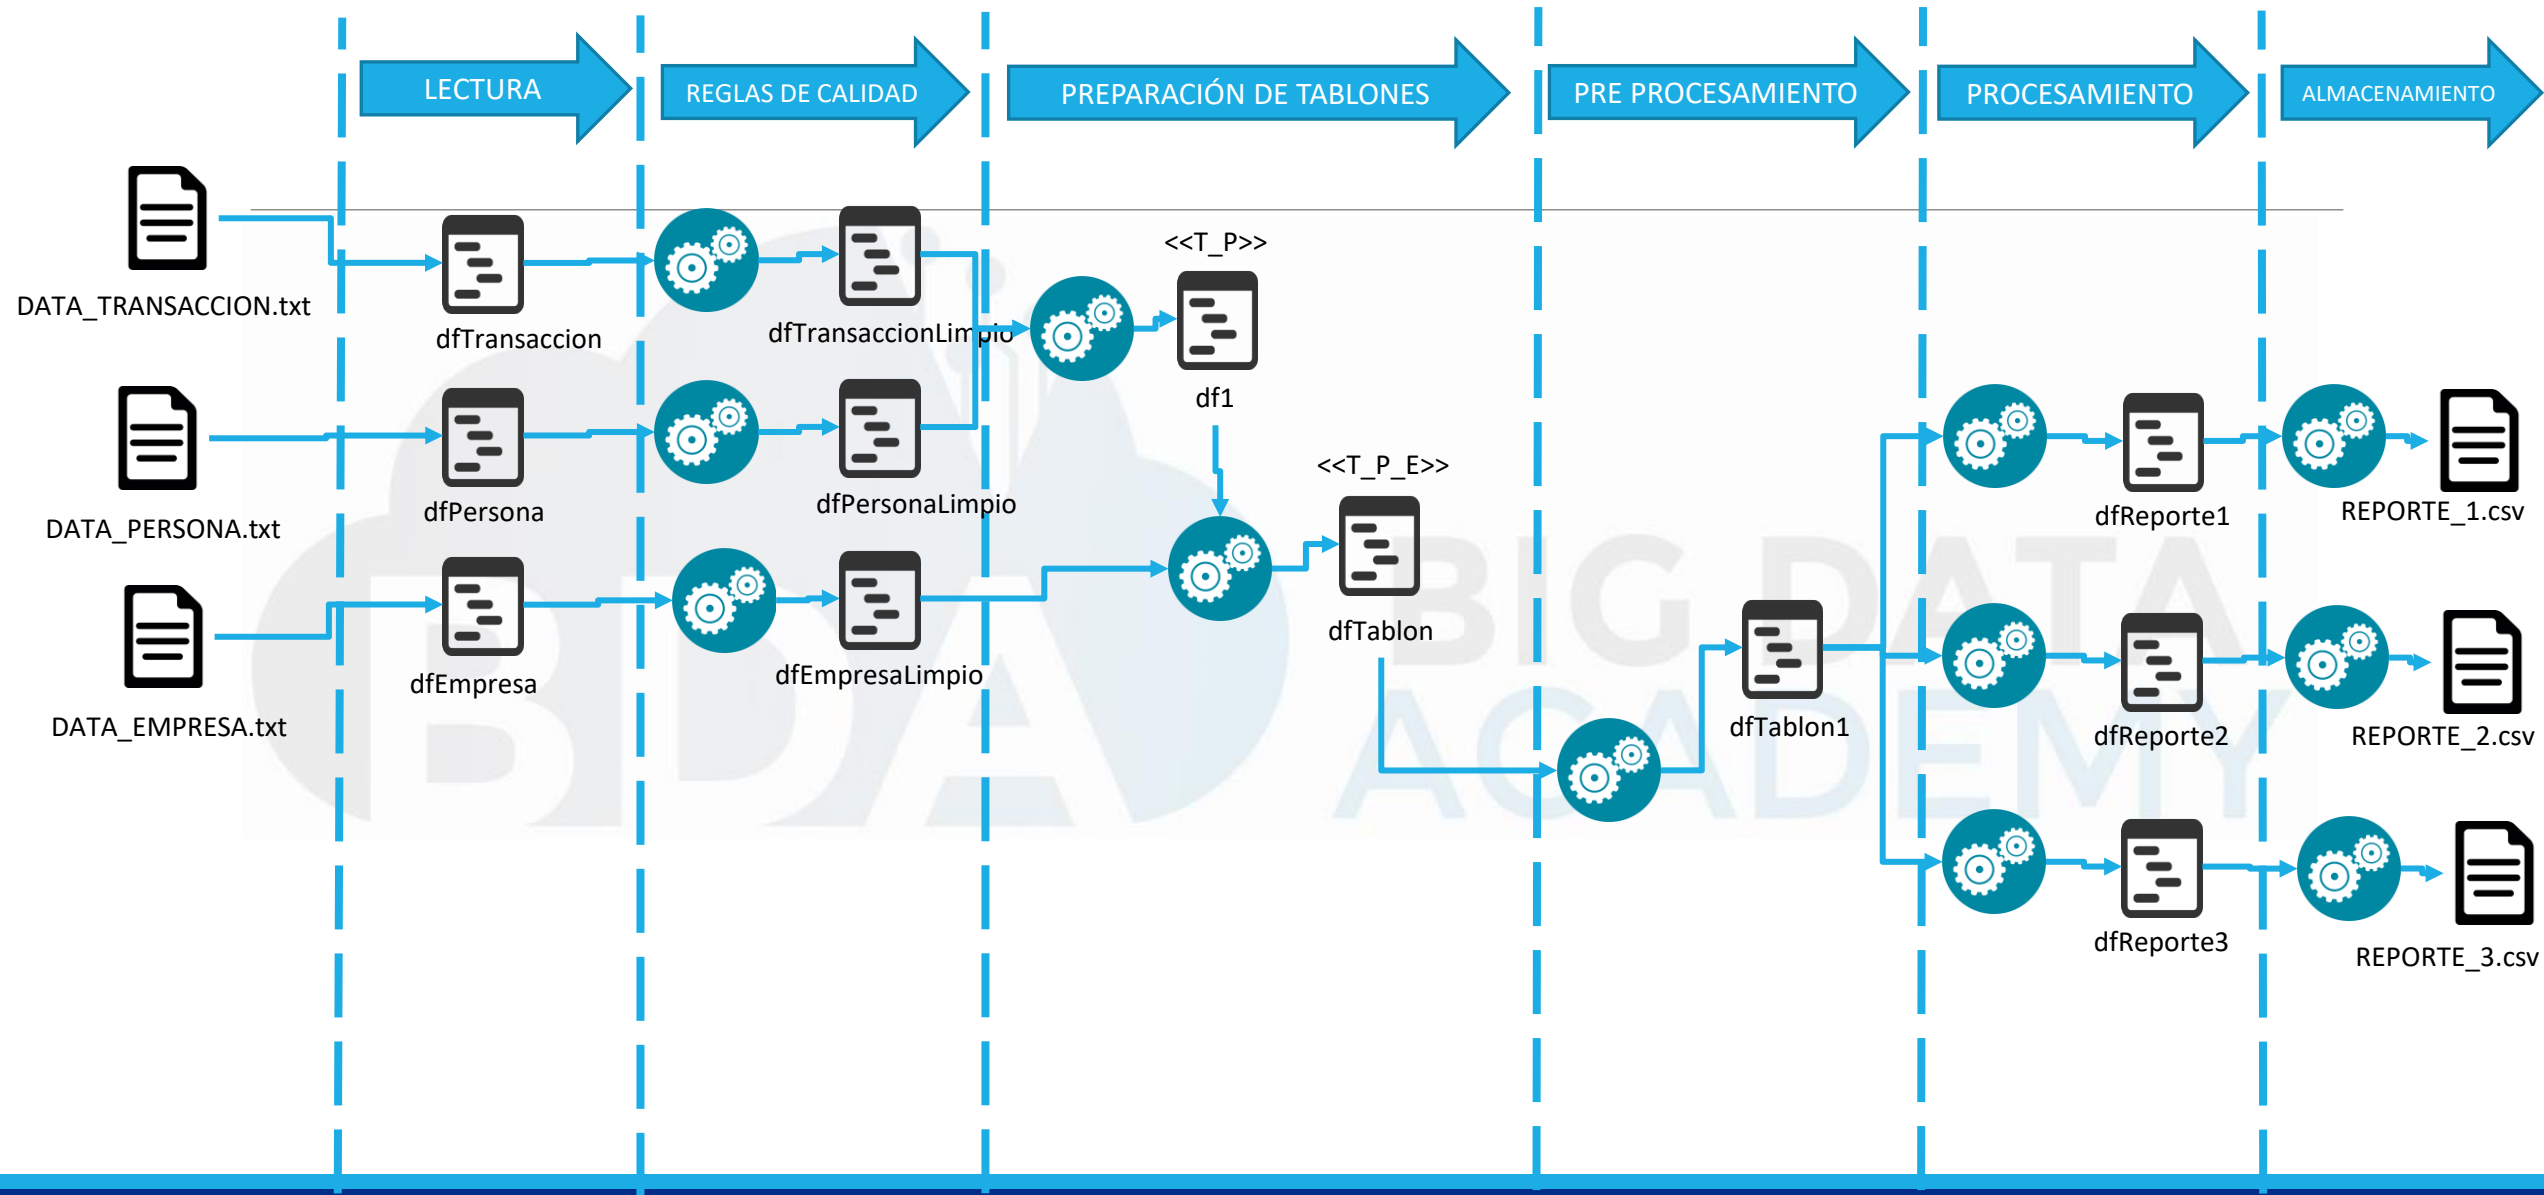 LECTURA
REGLAS DE CALIDAD
PREPARACIÓN DE TABLONES
PRE PROCESAMIENTO
PROCESAMIENTO
ALMACENAMIENTO
DATA_TRANSACCION.txt
dfTransaccion
dfTransaccionLimpio
<<T_P>>
df1
DATA_PERSONA.txt
dfPersona
dfPersonaLimpio
<<T_P_E>>
dfTablon
DATA_EMPRESA.txt
dfEmpresa
dfEmpresaLimpio
dfTablon1
dfReporte1
REPORTE_1.csv
dfReporte2
REPORTE_2.csv
dfReporte3
REPORTE_3.csv
BDA
BIG DATA
ACADEMY